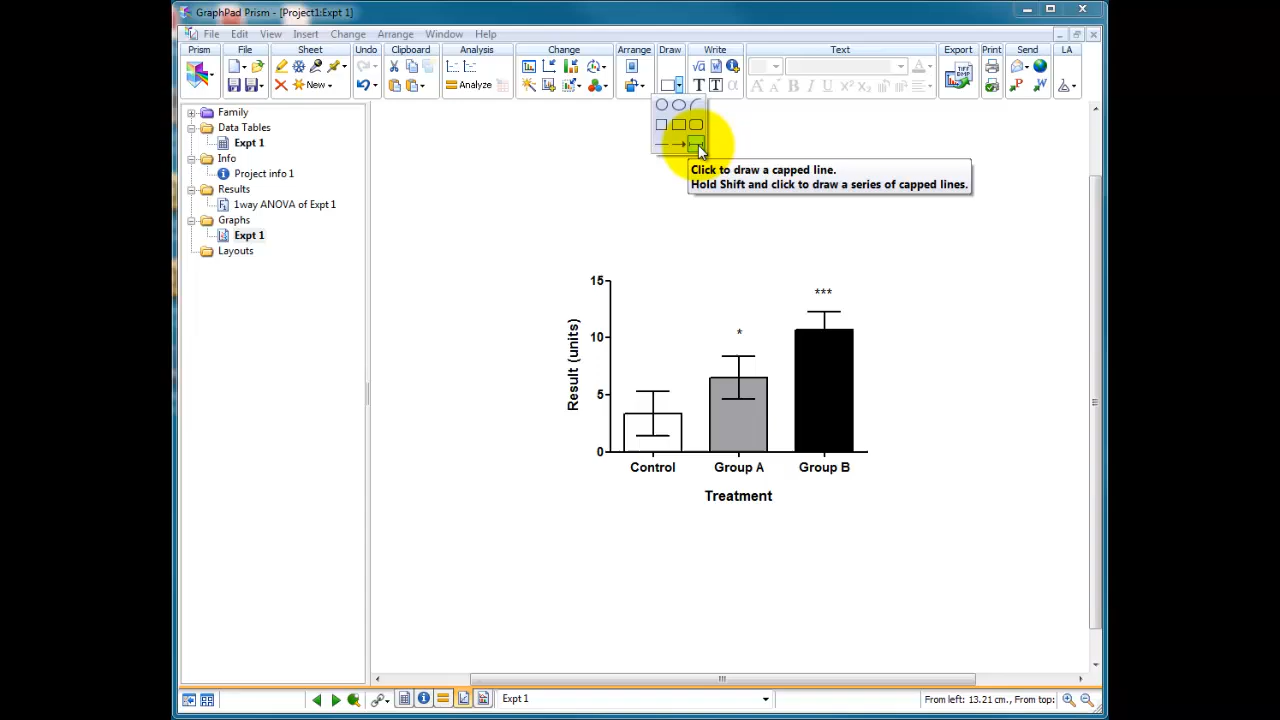 GraphPad Prism - [Project1:Expt 1]
File Edit View Insert Change Arrange Window Help
Prism File Sheet Undo Clipboard Analysis Change Arrange Draw Write Text Export Print Send LA
√α W
TIFF
BMP
New Analyze T T A A B I U X² X₂ α
P W
Click to draw a capped line.
Hold Shift and click to draw a series of capped lines.
Family
Data Tables
Expt 1
Info
Project info 1
Results
1way ANOVA of Expt 1
Graphs
Expt 1
Layouts
15
10
5
0
Result (units)
*
***
Control Group A Group B
Treatment
Expt 1
From left: 13.21 cm, From top: